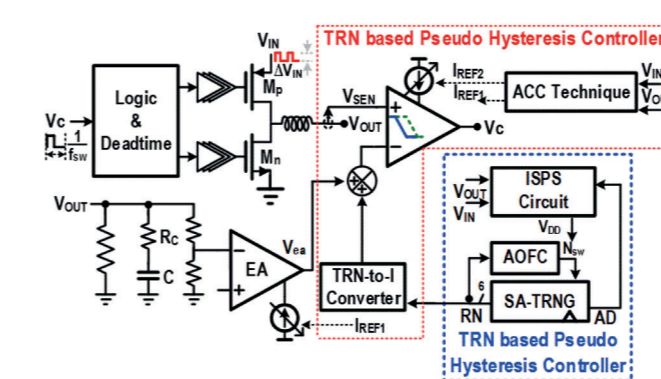 TRN based Pseudo Hysteresis Controller
VIN
ΔVIN
Mp
Logic
&
Deadtime
Vc
1
fsw
Mn
VSEN
VOUT
IREF2
IREF1
ACC Technique
VIN
Vc
VOUT
RC
C
EA
Vea
IREF1
TRN-to-I
Converter
VOUT
VIN
ISPS
Circuit
VDD
Nsw
AOFC
6
RN
SA-TRNG
AD
TRN based Pseudo
Hysteresis Controller